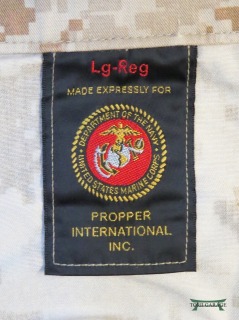 Lg-Reg
MADE EXPRESSLY FOR
DEPARTMENT OF THE NAVY
UNITED STATES MARINE CORPS
PROPPER
INTERNATIONAL
INC.